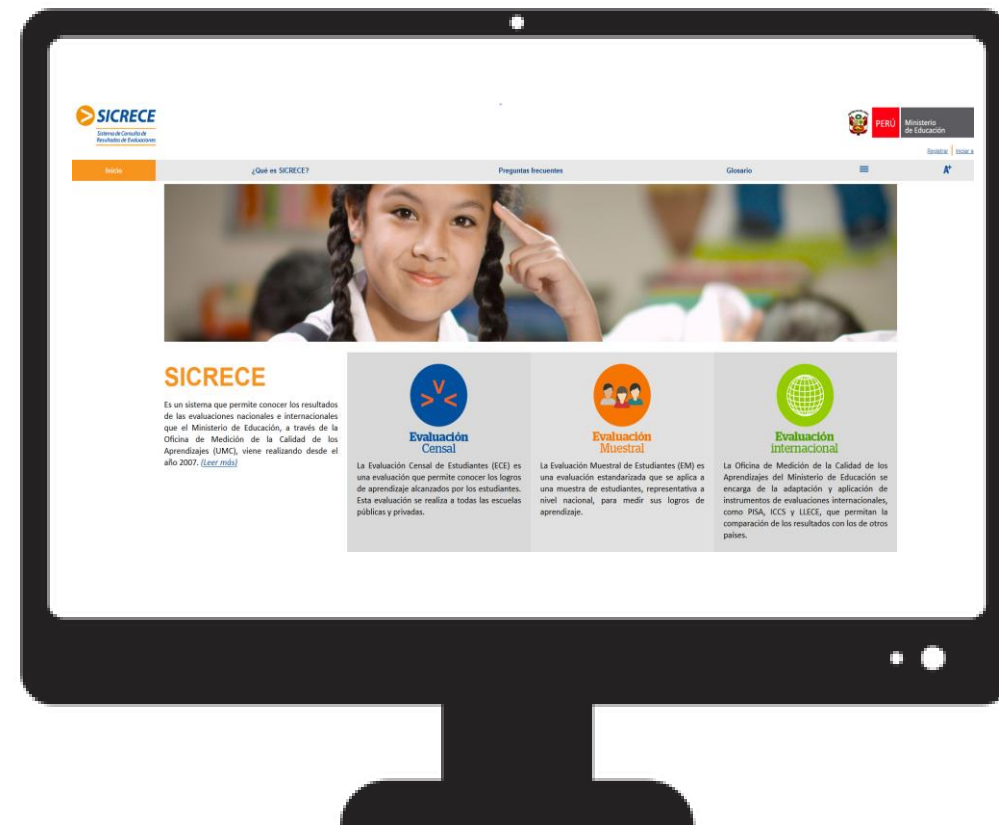 SICRECE
Sistema de Consulta de
Resultados de Evaluaciones
PERÚ
Ministerio
de Educación
Registrar
Iniciar
Inicio
¿Qué es SICRECE?
Preguntas frecuentes
Glosario
A+
SICRECE
Es un sistema que permite conocer los resultados
de las evaluaciones nacionales e internacionales
que el Ministerio de Educación, a través de la
Oficina de Medición de la Calidad de los
Aprendizajes (UMC), viene realizando desde el
año 2007. (Leer más)
Evaluación
Censal
La Evaluación Censal de Estudiantes (ECE) es
una evaluación que permite conocer los logros
de aprendizaje alcanzados por los estudiantes.
Esta evaluación se realiza a todas las escuelas
públicas y privadas.
Evaluación
Muestral
La Evaluación Muestral de Estudiantes (EM) es
una evaluación estandarizada que se aplica a
una muestra de estudiantes, representativa a
nivel nacional, para medir sus logros de
aprendizaje.
Evaluación
internacional
La Oficina de Medición de la Calidad de los
Aprendizajes del Ministerio de Educación se
encarga de la adaptación y aplicación de
instrumentos de evaluaciones internacionales,
como PISA, ICCS y LLECE, que permitan la
comparación de los resultados con los de otros
países.